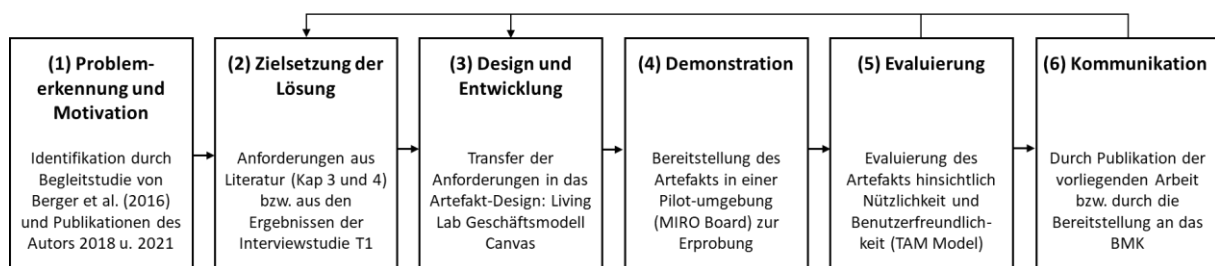 (1) Problem-
erkennung und
Motivation
Identifikation durch
Begleitstudie von
Berger et al. (2016)
und Publikationen des
Autors 2018 u. 2021
(2) Zielsetzung der
Lösung
Anforderungen aus
Literatur (Kap 3 und 4)
bzw. aus den
Ergebnissen der
Interviewstudie T1
(3) Design und
Entwicklung
Transfer der
Anforderungen in das
Artefakt-Design: Living
Lab Geschäftsmodell
Canvas
(4) Demonstration
Bereitstellung des
Artefakts in einer
Pilot-umgebung
(MIRO Board) zur
Erprobung
(5) Evaluierung
Evaluierung des
Artefakts hinsichtlich
Nützlichkeit und
Benutzerfreundlich-
keit (TAM Model)
(6) Kommunikation
Durch Publikation der
vorliegenden Arbeit
bzw. durch die
Bereitstellung an das
BMK